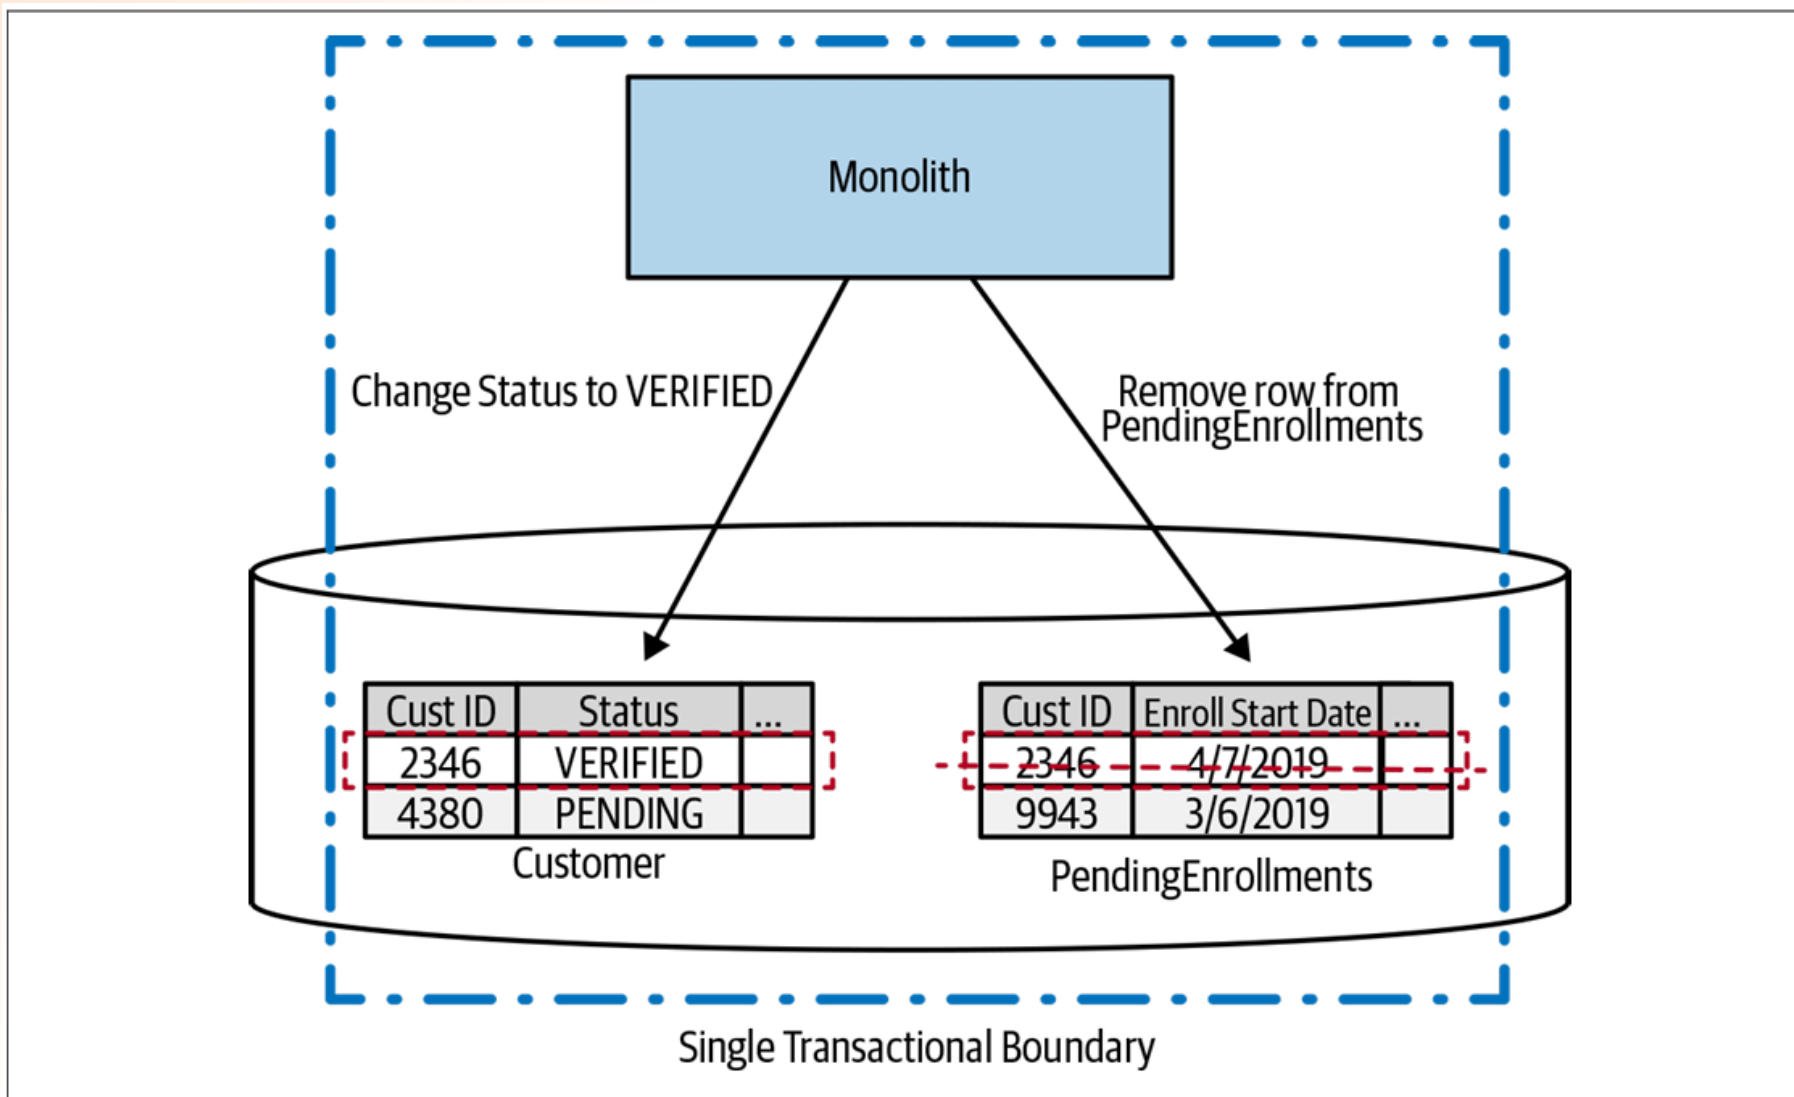 Monolith
Change Status to VERIFIED
Remove row from
PendingEnrollments
Cust ID Status ...
2346 VERIFIED
4380 PENDING
Customer
Cust ID Enroll Start Date ...
2346 4/7/2019
9943 3/6/2019
PendingEnrollments
Single Transactional Boundary